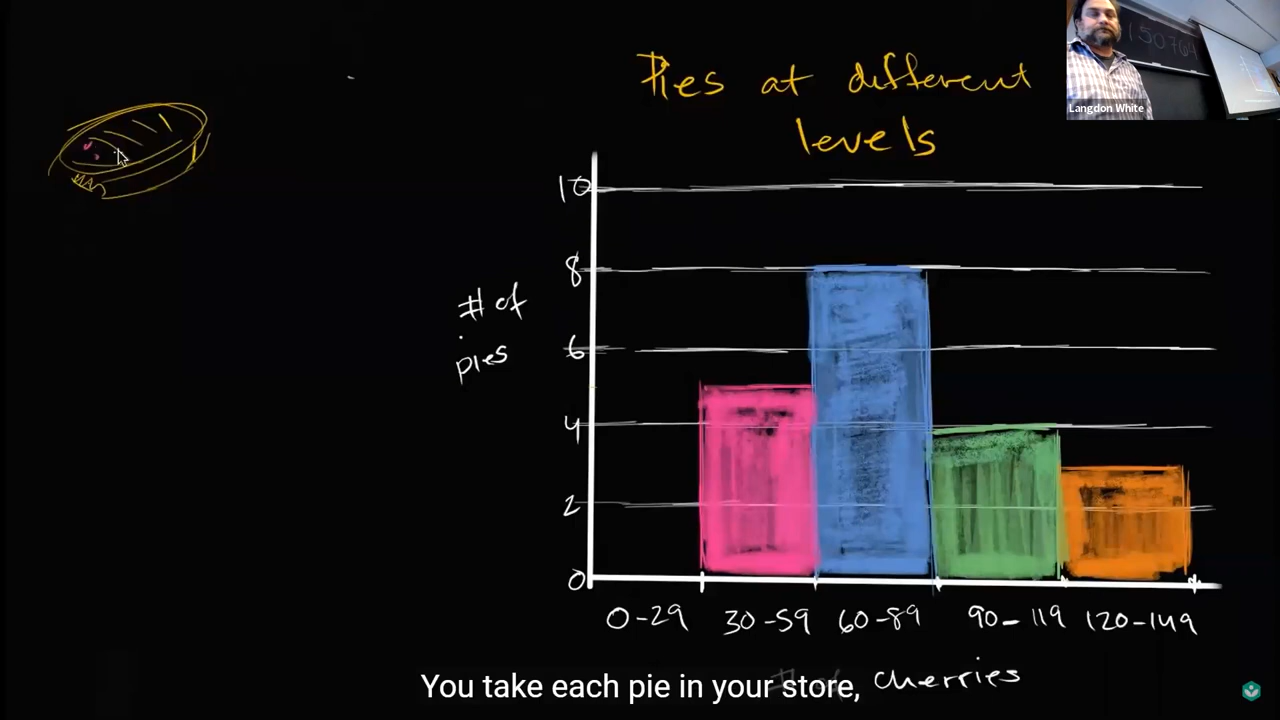 Pies at different
levels
150764
Langdon White
10
8
# of
pies
6
4
2
0
0-29 30-59 60-89 90-119 120-149
cherries
You take each pie in your store,